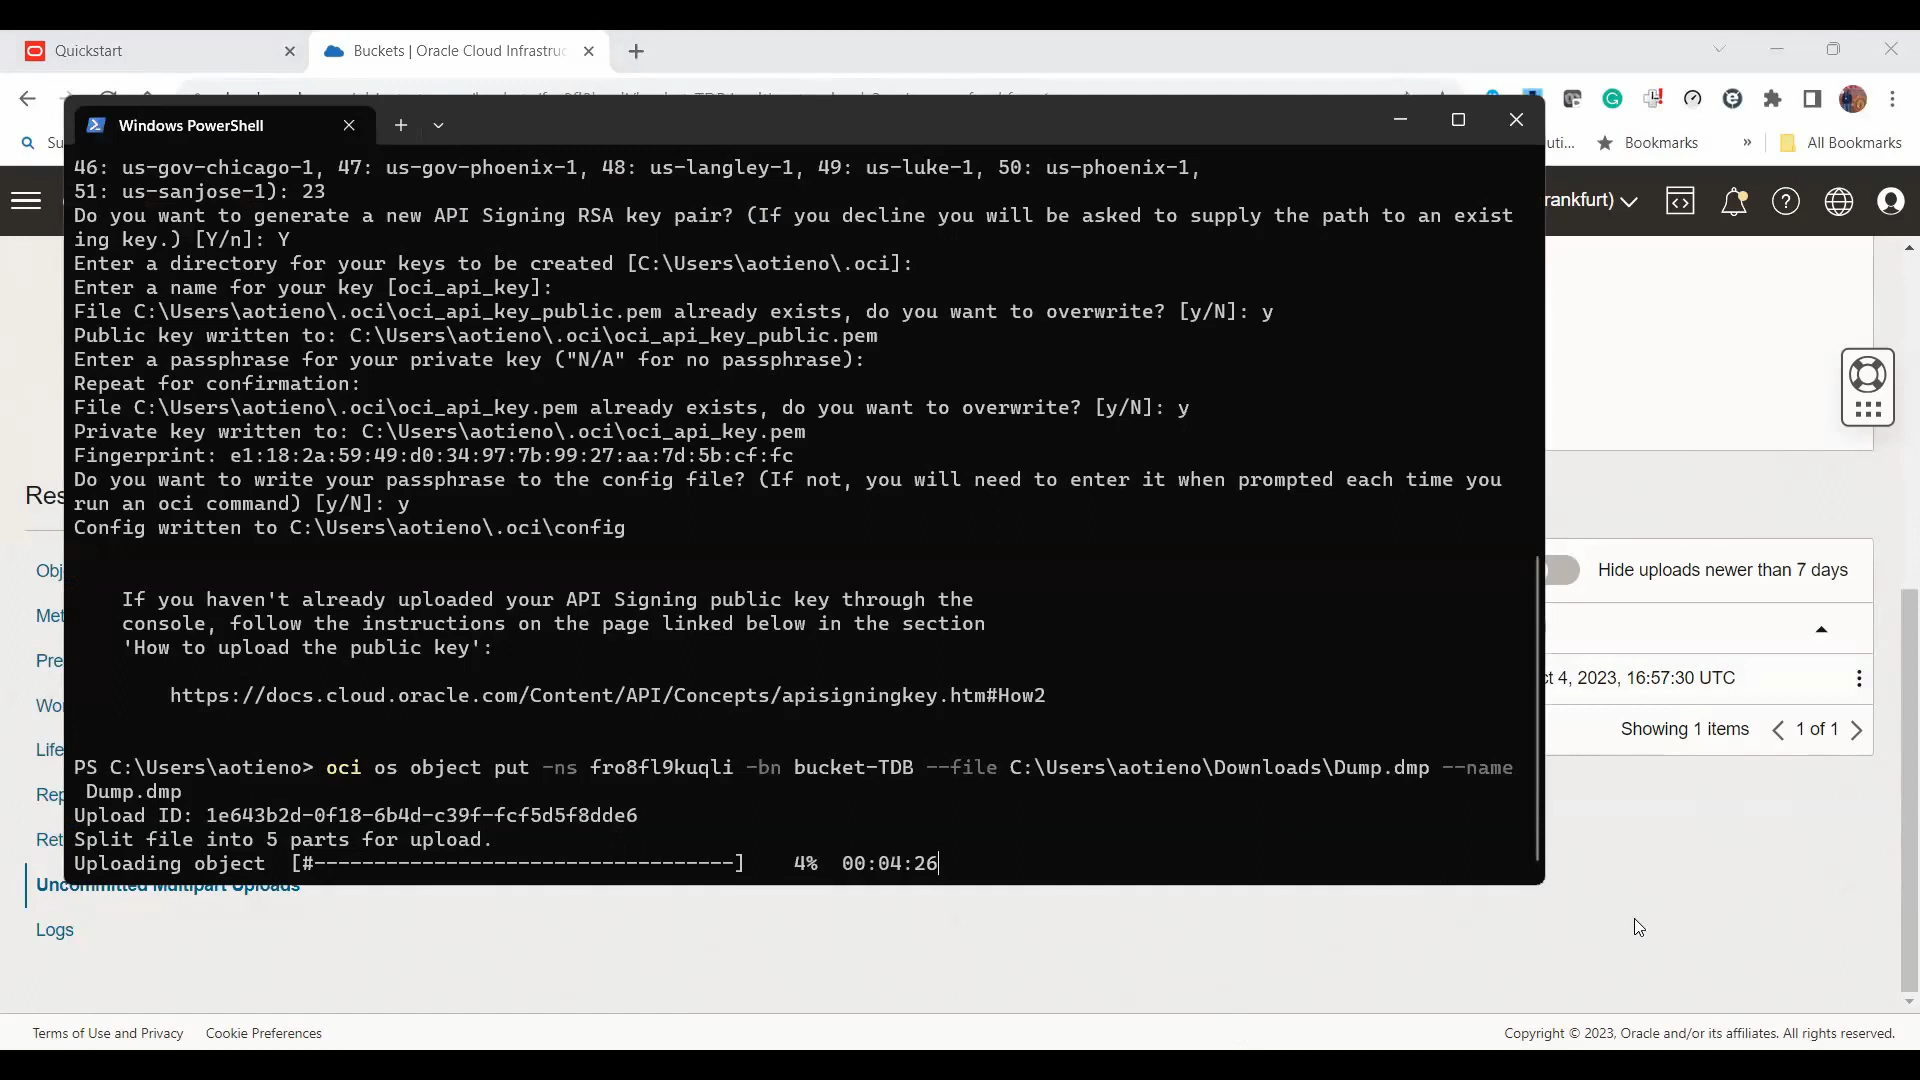 Quickstart
Buckets | Oracle Cloud Infrastruc
Su
Bookmarks
»
All Bookmarks
Windows PowerShell
rankfurt)
46: us-gov-chicago-1, 47: us-gov-phoenix-1, 48: us-langley-1, 49: us-luke-1, 50: us-phoenix-1,
51: us-sanjose-1): 23
Do you want to generate a new API Signing RSA key pair? (If you decline you will be asked to supply the path to an exist
ing key.) [Y/n]: Y
Enter a directory for your keys to be created [C:\Users\aotieno\.oci]:
Enter a name for your key [oci_api_key]:
File C:\Users\aotieno\.oci\oci_api_key_public.pem already exists, do you want to overwrite? [y/N]: y
Public key written to: C:\Users\aotieno\.oci\oci_api_key_public.pem
Enter a passphrase for your private key ("N/A" for no passphrase):
Repeat for confirmation:
File C:\Users\aotieno\.oci\oci_api_key.pem already exists, do you want to overwrite? [y/N]: y
Private key written to: C:\Users\aotieno\.oci\oci_api_key.pem
Fingerprint: e1:18:2a:59:49:d0:34:97:7b:99:27:aa:7d:5b:cf:fc
Do you want to write your passphrase to the config file? (If not, you will need to enter it when prompted each time you
run an oci command) [y/N]: y
Config written to C:\Users\aotieno\.oci\config
If you haven't already uploaded your API Signing public key through the
console, follow the instructions on the page linked below in the section
'How to upload the public key':
https://docs.cloud.oracle.com/Content/API/Concepts/apisigningkey.htm#How2
PS C:\Users\aotieno> oci os object put -ns fro8fl9kuqli -bn bucket-TDB --file C:\Users\aotieno\Downloads\Dump.dmp --name
Dump.dmp
Upload ID: 1e643b2d-0f18-6b4d-c39f-fcf5d5f8dde6
Split file into 5 parts for upload.
Uploading object [#-----------------------------------] 4% 00:04:26
Res
Obj
Met
Pre
Wor
Life
Rep
Ret
Uncommitted Multipart Uploads
Logs
Hide uploads newer than 7 days
ct 4, 2023, 16:57:30 UTC
Showing 1 items
1 of 1
Terms of Use and Privacy
Cookie Preferences
Copyright © 2023, Oracle and/or its affiliates. All rights reserved.